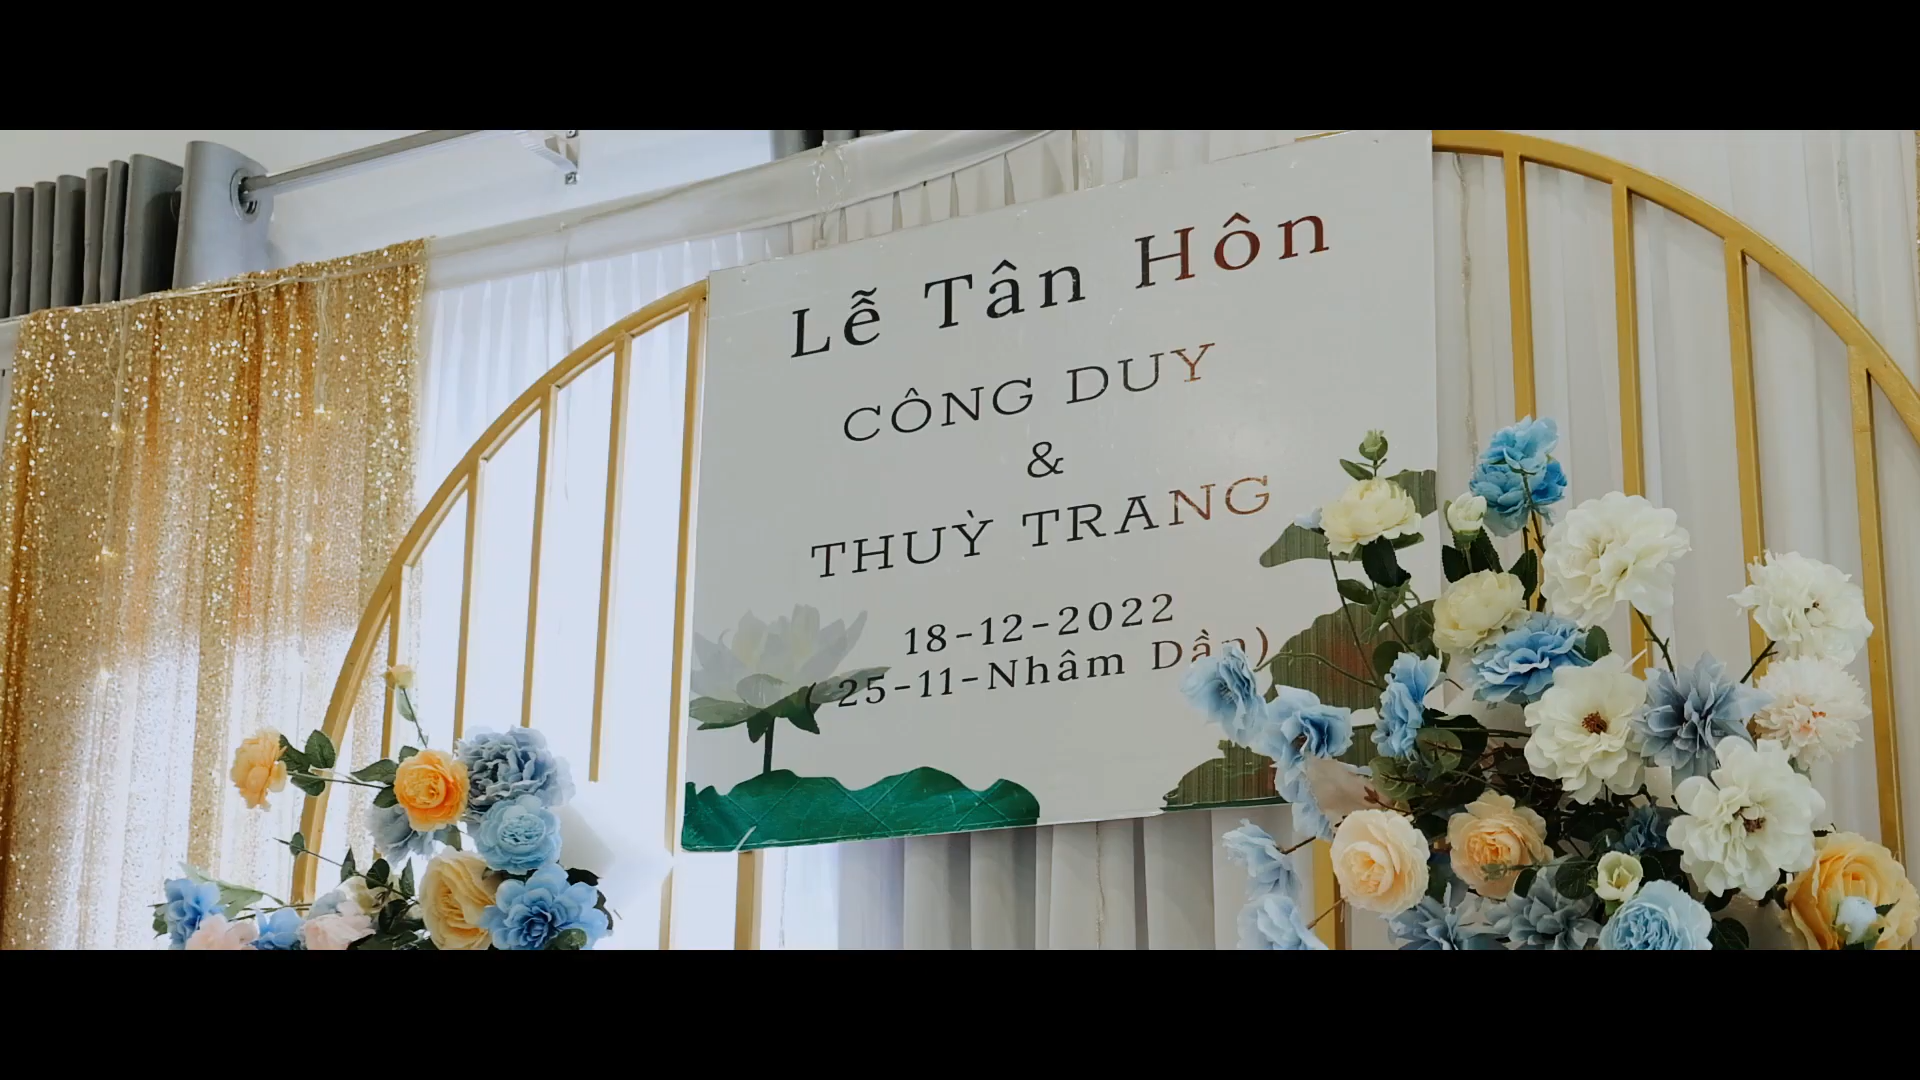 Lễ Tân Hôn
CÔNG DUY
&
THUỲ TRANG
18-12-2022
( 25-11-Nhâm Dần)